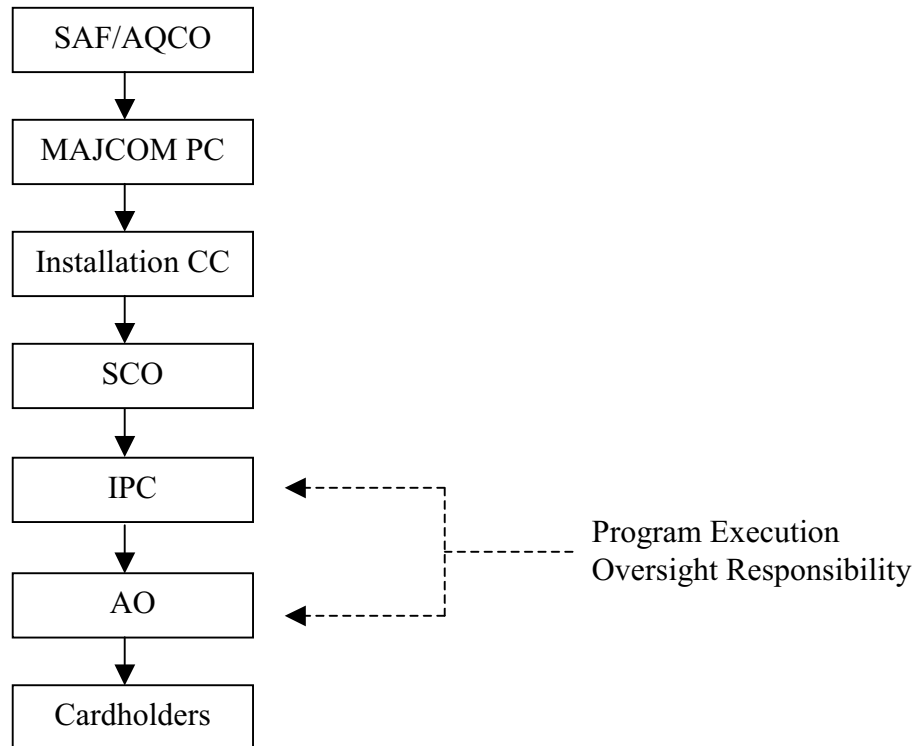 SAF/AQCO
MAJCOM PC
Installation CC
SCO
IPC
Program Execution
Oversight Responsibility
AO
Cardholders